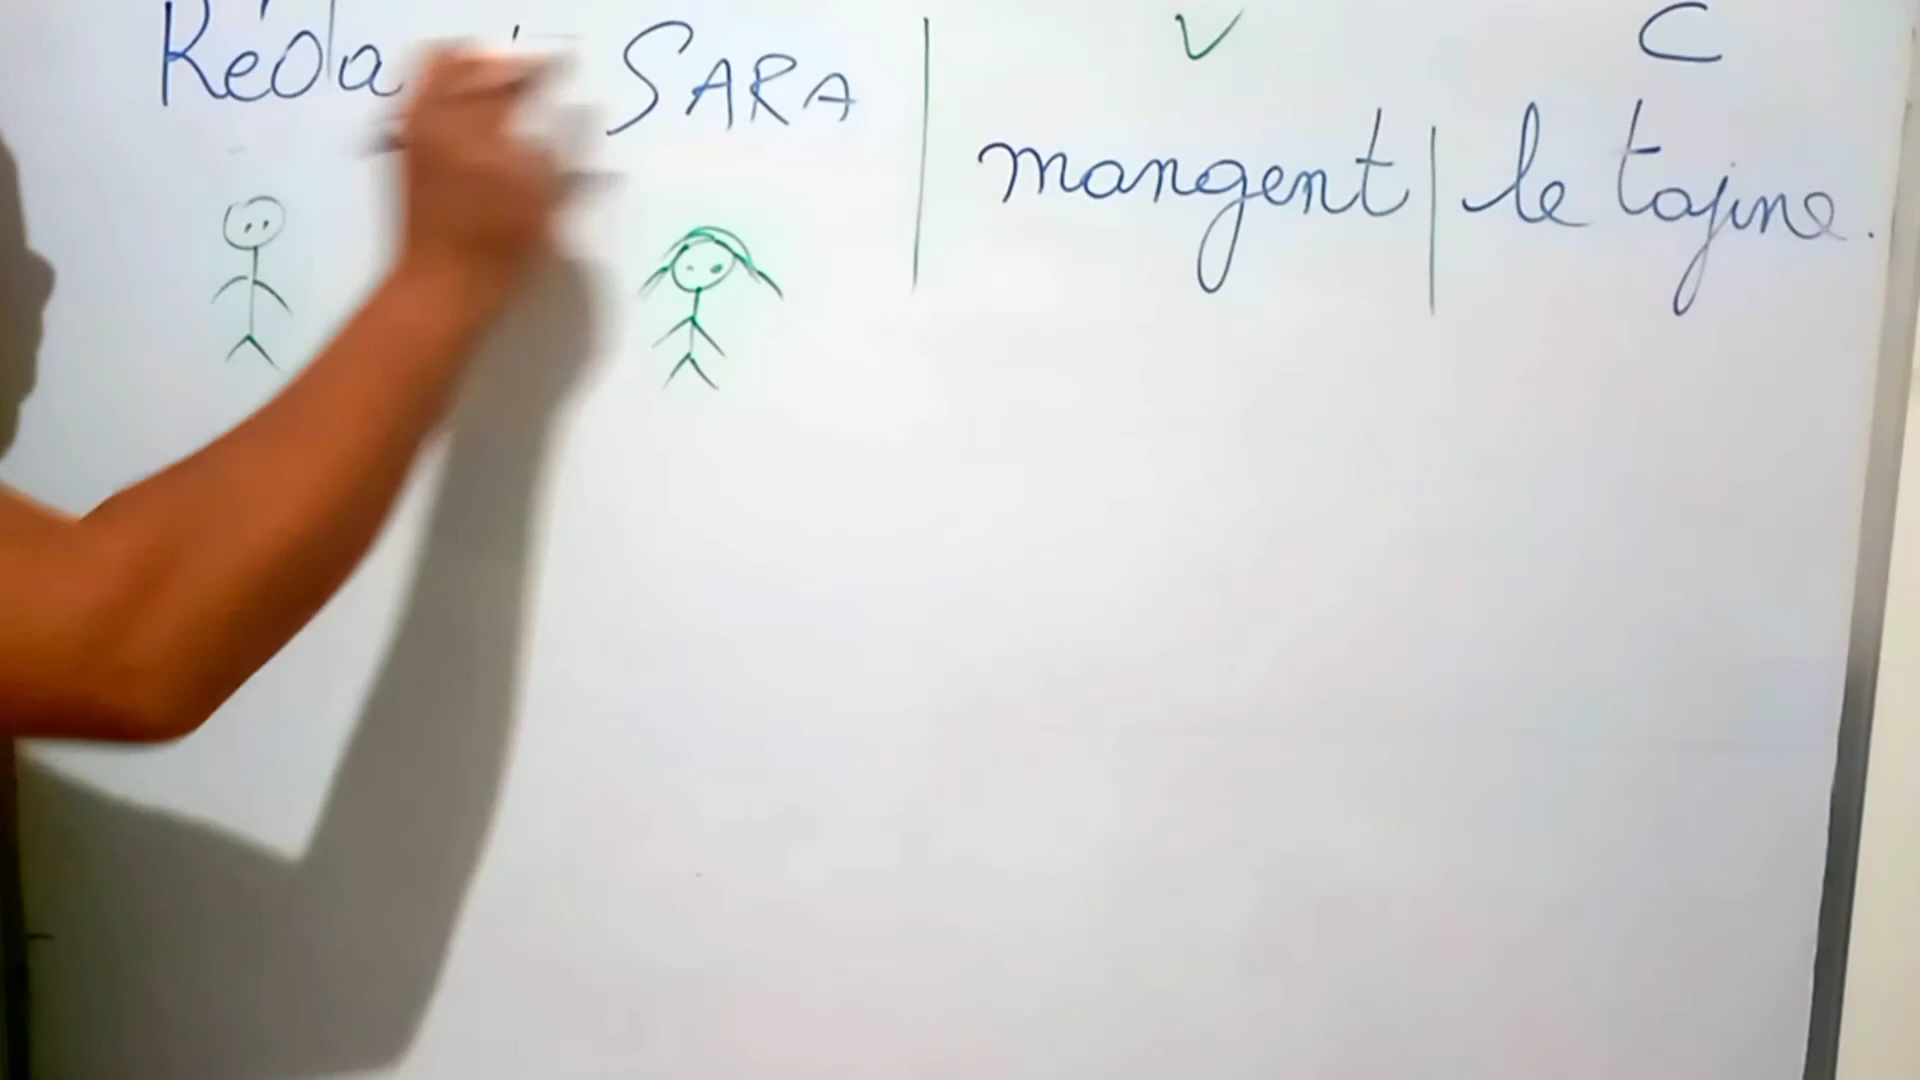 V C
Réda SARA | mangent | le tajine.